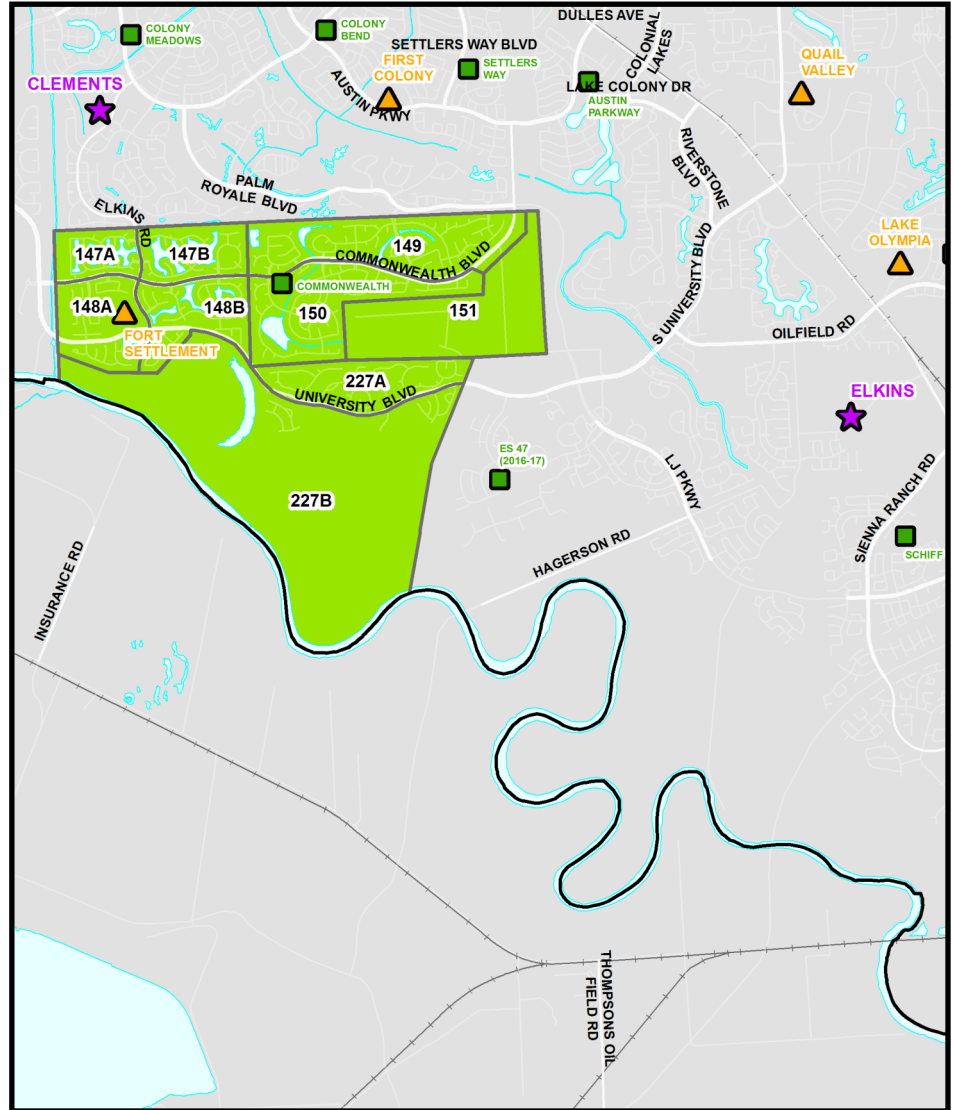 DULLES AVE
COLONY
MEADOWS
COLONY
BEND
SETTLERS WAY BLVD
COLONIAL
LAKES
FIRST
COLONY
SETTLERS
WAY
QUAIL
VALLEY
CLEMENTS
AUSTIN
PKWY
LAKE COLONY DR
AUSTIN
PARKWAY
RIVERSTONE
BLVD
PALM
ROYALE BLVD
ELKINS
RD
LAKE
OLYMPIA
147A
147B
149
COMMONWEALTH BLVD
S UNIVERSITY BLVD
COMMONWEALTH
148A
148B
150
151
OILFIELD RD
FORT
SETTLEMENT
227A
UNIVERSITY BLVD
ELKINS
ES 47
(2016-17)
LJ PKWY
227B
SIENNA RANCH RD
HAGERSON RD
SCHIFF
INSURANCE RD
THOMPSONS OIL
FIELD RD